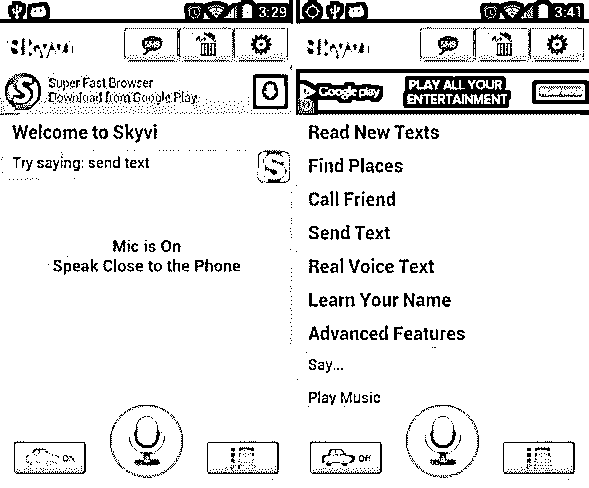 3:29
Skyvi
Super Fast Browser
Download from Google Play
Welcome to Skyvi
Try saying: send text
Mic is On
Speak Close to the Phone
On
3:41
Skyvi
Google play
PLAY ALL YOUR
ENTERTAINMENT
Read New Texts
Find Places
Call Friend
Send Text
Real Voice Text
Learn Your Name
Advanced Features
Say...
Play Music
Off